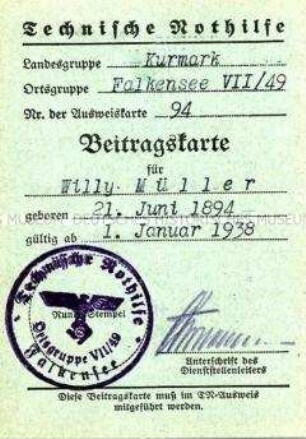 Technische Nothilfe
Landesgruppe Kurmark
Ortsgruppe Falkensee VII/49
Nr. der Ausweiskarte 94
Beitragskarte
für
Willy Müller
geboren 21. Juni 1894
gültig ab 1. Januar 1938
Technische Nothilfe
Rund Stempel
Ortsgruppe VII/49
Falkensee
Unterschrift des
Dienststellenleiters
Diese Beitragskarte muß im TN-Ausweis
mitgeführt werden.